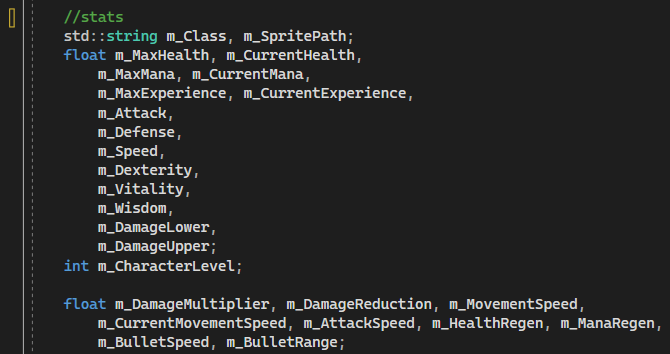 //stats
std::string m_Class, m_SpritePath;
float m_MaxHealth, m_CurrentHealth,
m_MaxMana, m_CurrentMana,
m_MaxExperience, m_CurrentExperience,
m_Attack,
m_Defense,
m_Speed,
m_Dexterity,
m_Vitality,
m_Wisdom,
m_DamageLower,
m_DamageUpper;
int m_CharacterLevel;
float m_DamageMultiplier, m_DamageReduction, m_MovementSpeed,
m_CurrentMovementSpeed, m_AttackSpeed, m_HealthRegen, m_ManaRegen,
m_BulletSpeed, m_BulletRange;